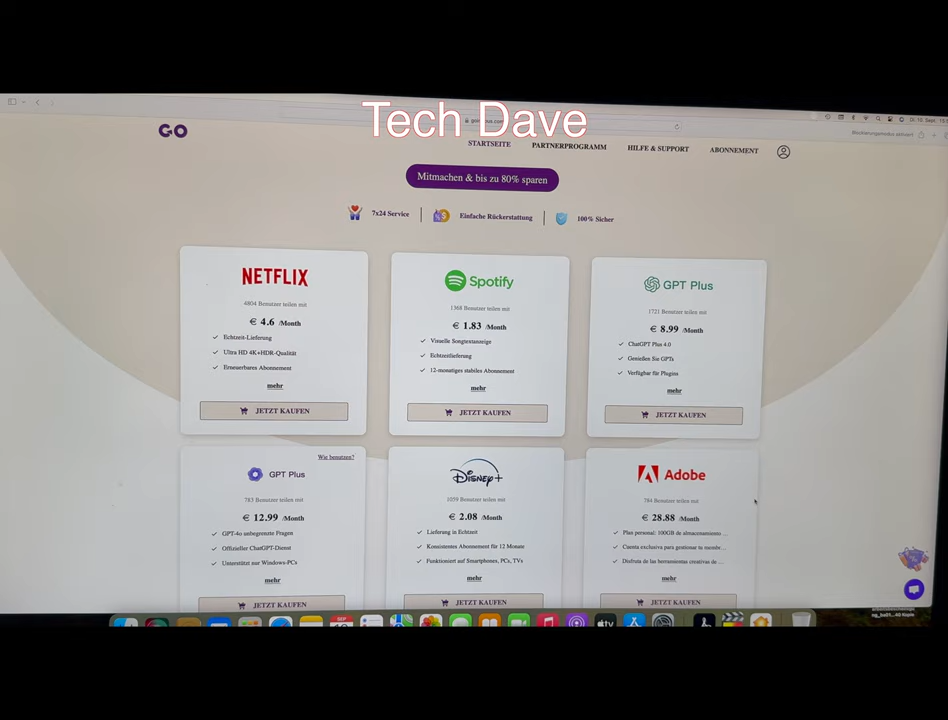 Tech Dave
GO
STARTSEITE
PARTNERPROGRAMM
HILFE & SUPPORT
ABONNEMENT
Mitmachen & bis zu 80% sparen
7x24 Service
Einfache Rückerstattung
100% Sicher
NETFLIX
4804 Benutzer teilen mit
€ 4.6 /Month
Echtzeit-Lieferung
Ultra HD 4K+HDR-Qualität
Erneuerbares Abonnement
mehr
JETZT KAUFEN
Spotify
1368 Benutzer teilen mit
€ 1.83 /Month
Visuelle Songtextanzeige
Echtzeitlieferung
12-monatiges stabiles Abonnement
mehr
JETZT KAUFEN
GPT Plus
1721 Benutzer teilen mit
€ 8.99 /Month
ChatGPT Plus 4.0
Genießen Sie GPTs
Verfügbar für Plugins
mehr
JETZT KAUFEN
Wie benutzen?
GPT Plus
783 Benutzer teilen mit
€ 12.99 /Month
GPT-4o unbegrenzte Fragen
Offizieller ChatGPT-Dienst
Unterstützt nur Windows-PCs
mehr
JETZT KAUFEN
Disney+
1059 Benutzer teilen mit
€ 2.08 /Month
Lieferung in Echtzeit
Konsistentes Abonnement für 12 Monate
Funktioniert auf Smartphones, PCs, TVs
mehr
JETZT KAUFEN
Adobe
784 Benutzer teilen mit
€ 28.88 /Month
Plan personal: 100GB de almacenamiento ...
Cuenta exclusiva para gestionar tu membr...
Disfruta de las herramientas creativas de ...
mehr
JETZT KAUFEN